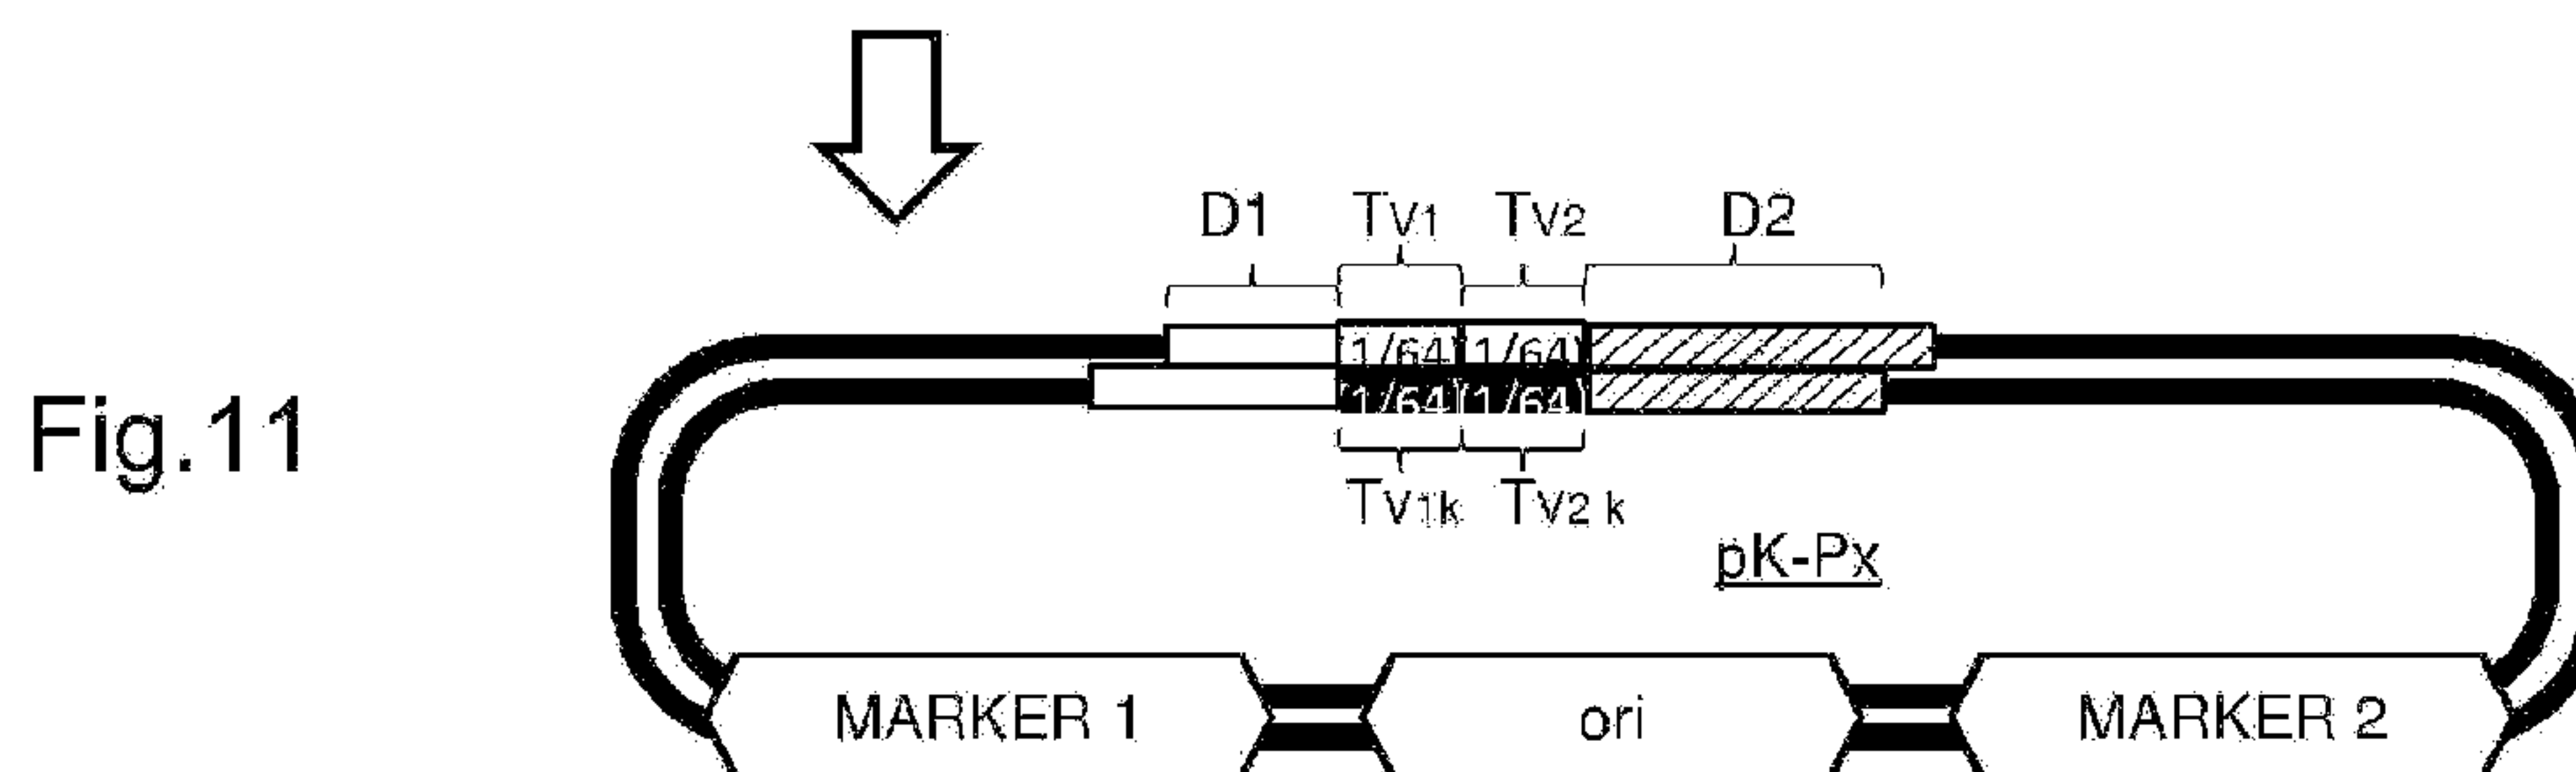 D1 TV1 TV2 D2
1/64 1/64
1/64 1/64
Fig.11
TV1k TV2 k
pK-Px
MARKER 1 ori MARKER 2